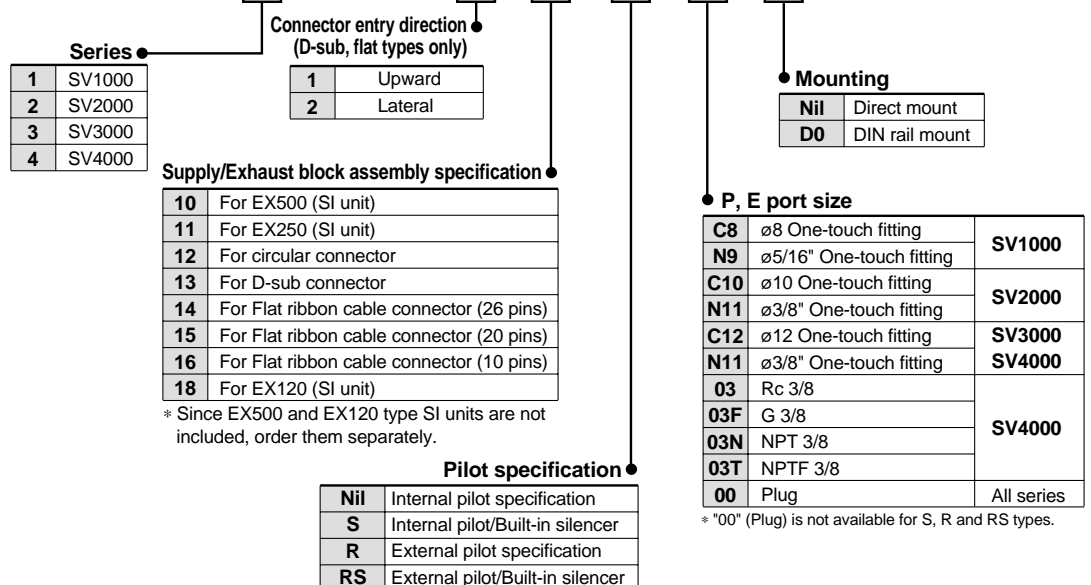 Series
1 SV1000
2 SV2000
3 SV3000
4 SV4000
Connector entry direction
(D-sub, flat types only)
1 Upward
2 Lateral
Supply/Exhaust block assembly specification
10 For EX500 (SI unit)
11 For EX250 (SI unit)
12 For circular connector
13 For D-sub connector
14 For Flat ribbon cable connector (26 pins)
15 For Flat ribbon cable connector (20 pins)
16 For Flat ribbon cable connector (10 pins)
18 For EX120 (SI unit)
* Since EX500 and EX120 type SI units are not
included, order them separately.
Pilot specification
Nil Internal pilot specification
S Internal pilot/Built-in silencer
R External pilot specification
RS External pilot/Built-in silencer
Mounting
Nil Direct mount
D0 DIN rail mount
P, E port size
C8 ø8 One-touch fitting SV1000
N9 ø5/16" One-touch fitting
C10 ø10 One-touch fitting SV2000
N11 ø3/8" One-touch fitting
C12 ø12 One-touch fitting SV3000
N11 ø3/8" One-touch fitting SV4000
03 Rc 3/8 SV4000
03F G 3/8
03N NPT 3/8
03T NPTF 3/8
00 Plug All series
* "00" (Plug) is not available for S, R and RS types.